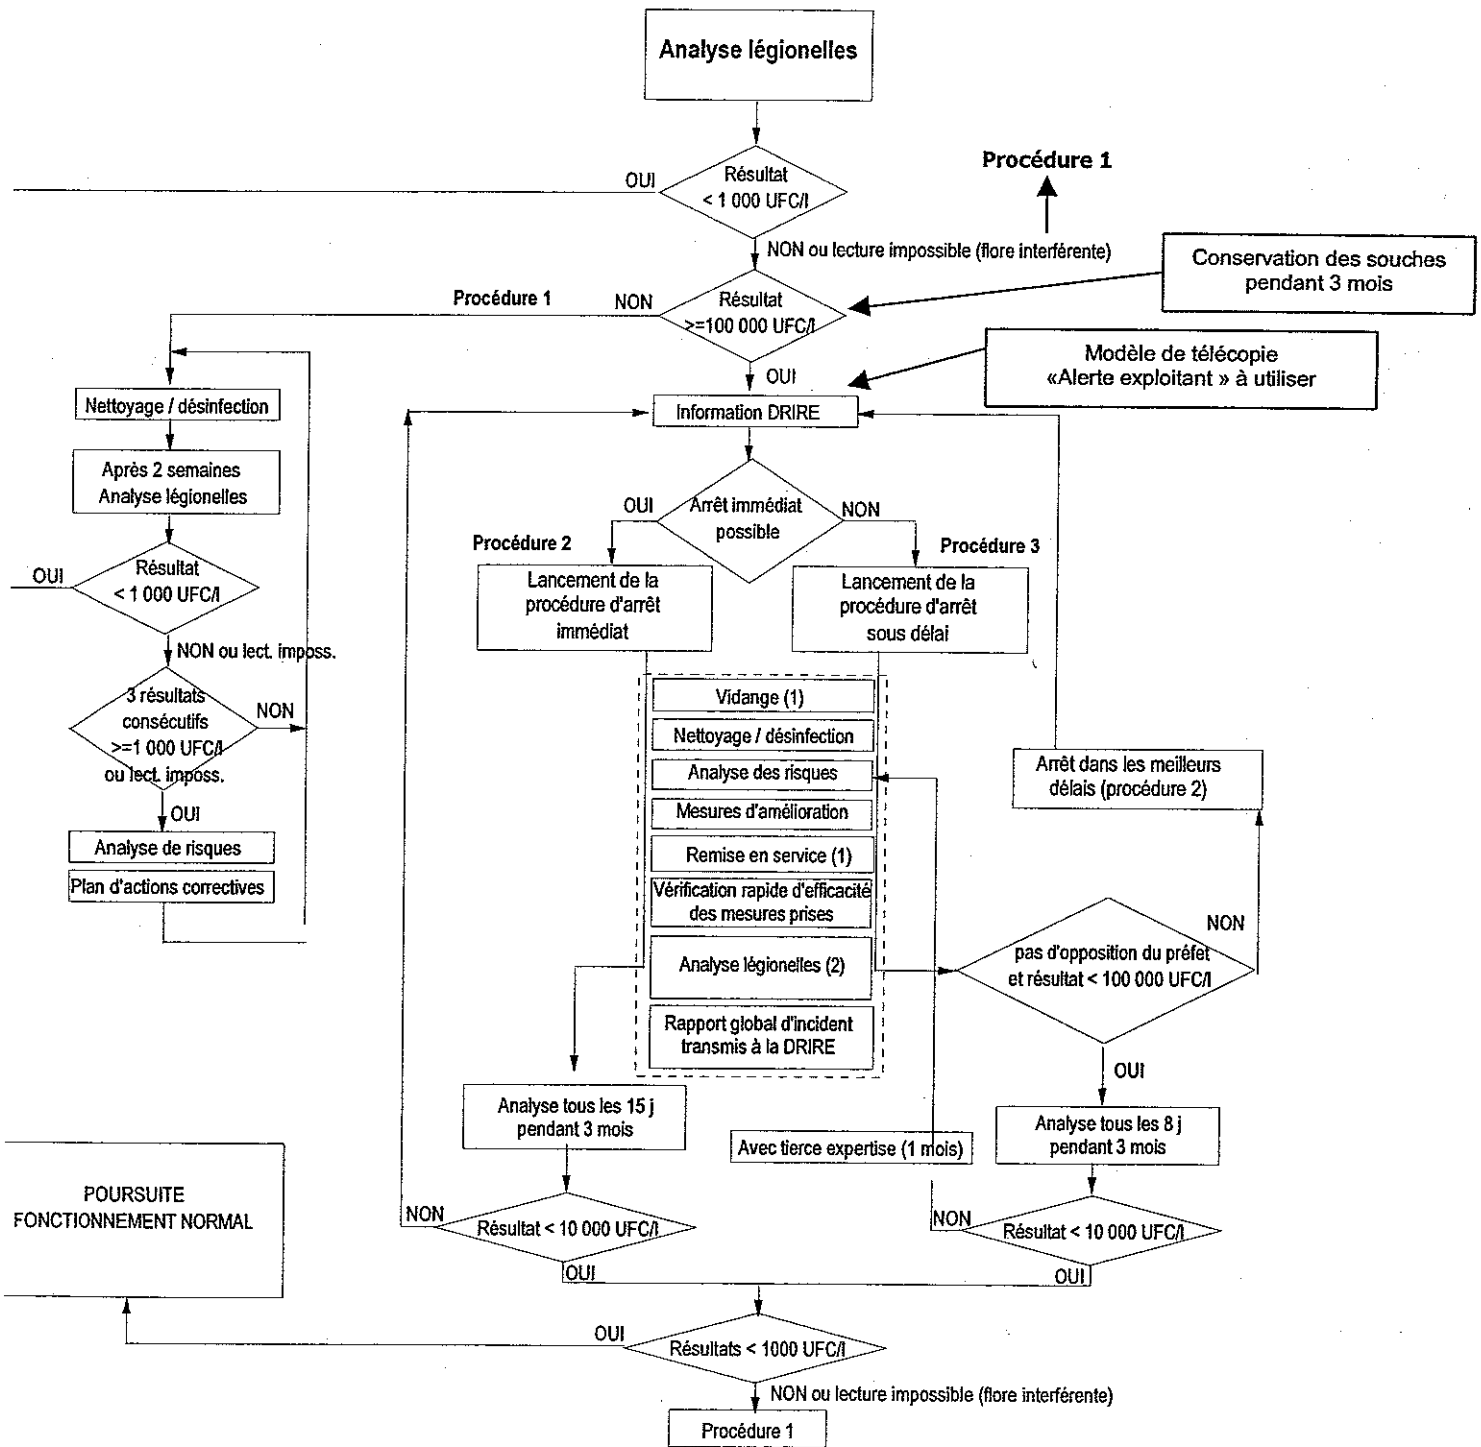 Analyse légionelles
Résultat
< 1 000 UFC/l
OUI
Procédure 1
NON ou lecture impossible (flore interférente)
Conservation des souches
pendant 3 mois
Procédure 1
NON
Résultat
>=100 000 UFC/l
Modèle de télécopie
«Alerte exploitant » à utiliser
OUI
Nettoyage / désinfection
Information DRIRE
Après 2 semaines
Analyse légionelles
OUI
Arrêt immédiat
possible
NON
Procédure 2
Procédure 3
OUI
Résultat
< 1 000 UFC/l
Lancement de la
procédure d'arrêt
immédiat
Lancement de la
procédure d'arrêt
sous délai
NON ou lect. imposs.
3 résultats
consécutifs
>=1 000 UFC/l
ou lect. imposs.
NON
OUI
Analyse de risques
Plan d'actions correctives
Vidange (1)
Nettoyage / désinfection
Analyse des risques
Mesures d'amélioration
Remise en service (1)
Vérification rapide d'efficacité
des mesures prises
Analyse légionelles (2)
Rapport global d'incident
transmis à la DRIRE
Arrêt dans les meilleurs
délais (procédure 2)
NON
pas d'opposition du préfet
et résultat < 100 000 UFC/l
OUI
Analyse tous les 15 j
pendant 3 mois
Avec tierce expertise (1 mois)
Analyse tous les 8 j
pendant 3 mois
POURSUITE
FONCTIONNEMENT NORMAL
NON
Résultat < 10 000 UFC/l
OUI
NON
Résultat < 10 000 UFC/l
OUI
OUI
Résultats < 1000 UFC/l
NON ou lecture impossible (flore interférente)
Procédure 1